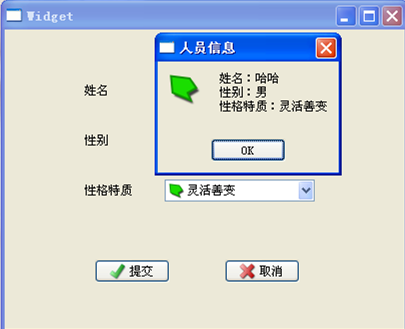 Widget
人员信息
姓名：哈哈
性别：男
性格特质：灵活善变
OK
姓名
性别
性格特质 灵活善变
提交 取消